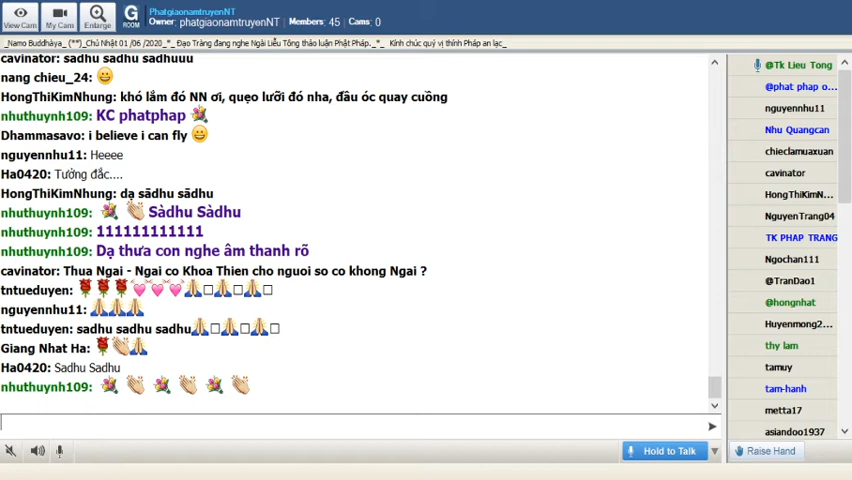 View Cam
My Cam
Enlarge
G
ROOM
PhatgiaonamtruyenNT
Owner: phatgiaonamtruyenNT Members: 45 Cams: 0
_Namo Buddhàya_ (**)_Chủ Nhật 01 /06 /2020_*_ Đạo Tràng đang nghe Ngài Liễu Tông thảo luận Phật Pháp._*_ Kính chúc quý vị thính Pháp an lạc_
cavinator: sadhu sadhu sadhuuu
nang chieu_24:
HongThiKimNhung: khó lắm đó NN ơi, quẹo lưỡi đó nha, đầu óc quay cuồng
nhuthuynh109: KC phatphap
Dhammasavo: i believe i can fly
nguyennhu11: Heeee
Ha0420: Tưởng đắc....
HongThiKimNhung: dạ sādhu sādhu
nhuthuynh109: Sàdhu Sàdhu
nhuthuynh109: 111111111111
nhuthuynh109: Dạ thưa con nghe âm thanh rõ
cavinator: Thua Ngai - Ngai co Khoa Thien cho nguoi so co khong Ngai ?
tntueduyen:
nguyennhu11:
tntueduyen: sadhu sadhu sadhu
Giang Nhat Ha:
Ha0420: Sadhu Sadhu
nhuthuynh109:
Hold to Talk
@Tk Lieu Tong
@phat phap o...
nguyennhu11
Nhu Quangcan
chieclamuaxuan
cavinator
HongThiKimN...
NguyenTrang04
TK PHAP TRANG
Ngochan111
@TranDao1
@hongnhat
Huyenmong2...
thy lam
tamuy
tam-hanh
metta17
asiandoo1937
Raise Hand